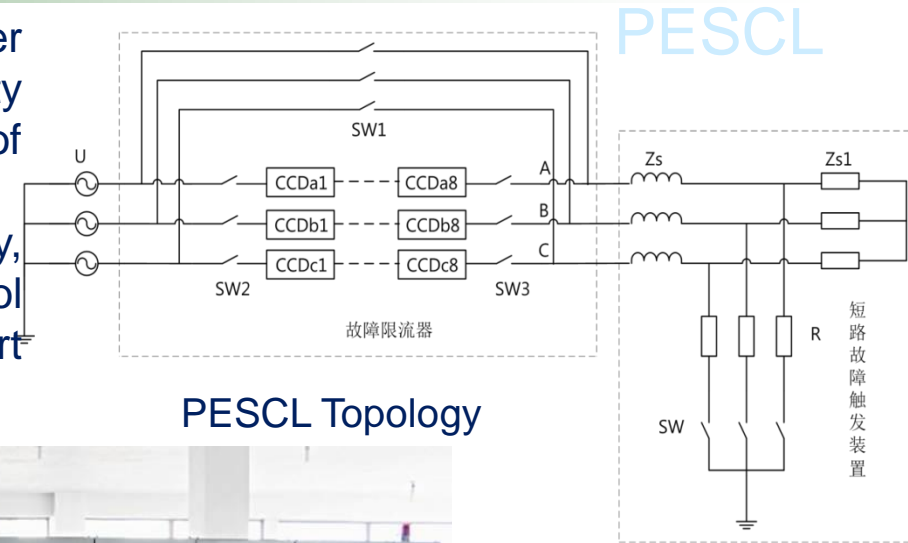 PESCL
er
ty
of
y,
ol
rt
SW1
U
CCDa1
CCDa8
A
CCDb1
CCDb8
B
CCDc1
CCDc8
C
SW2
SW3
故障限流器
Zs
Zs1
R
SW
短路故障触发装置
PESCL Topology